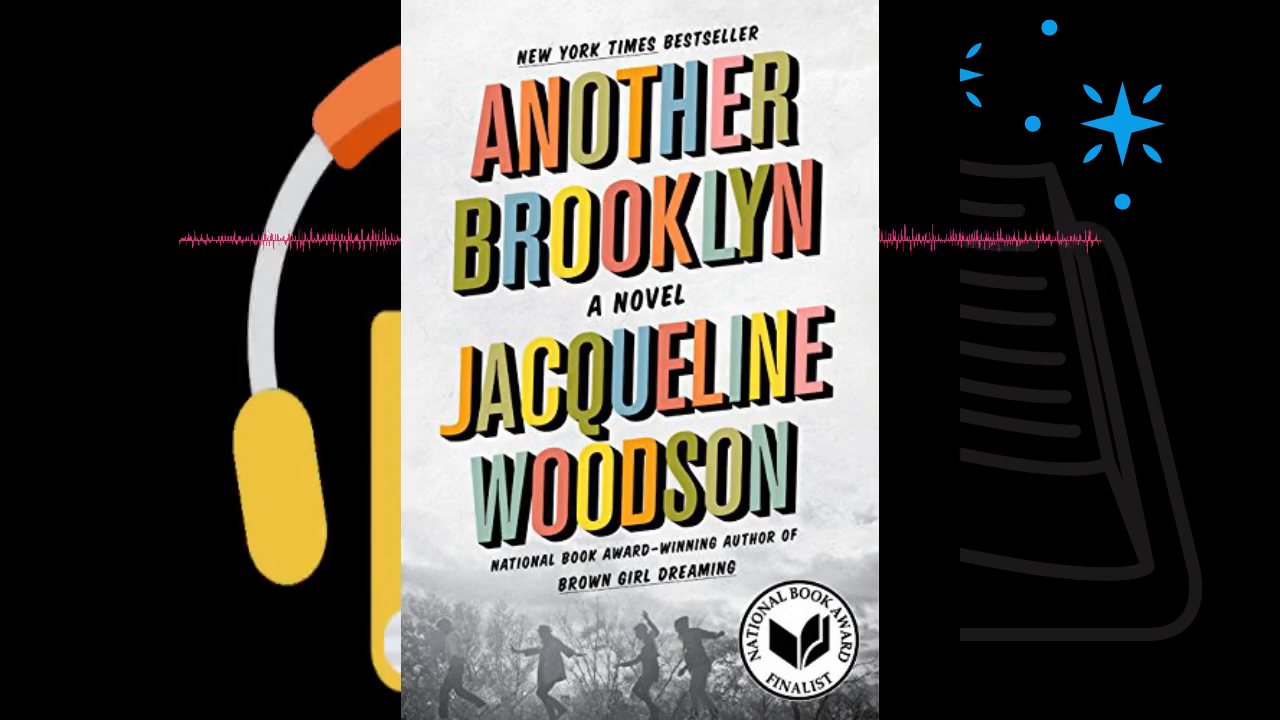 NEW YORK TIMES BESTSELLER
ANOTHER
BROOKLYN
A NOVEL
JACQUELINE
WOODSON
NATIONAL BOOK AWARD-WINNING AUTHOR OF
BROWN GIRL DREAMING
NATIONAL BOOK AWARD
FINALIST